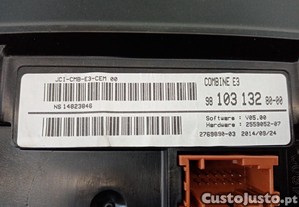 JCI-CMB-E3-CEM 00
COMBINE E3
NS 14823846
98 103 132 80-00
Software : V05.00
Hardware : 2559052-07
2769890-03 2014/09/24
CustoJusto.pt